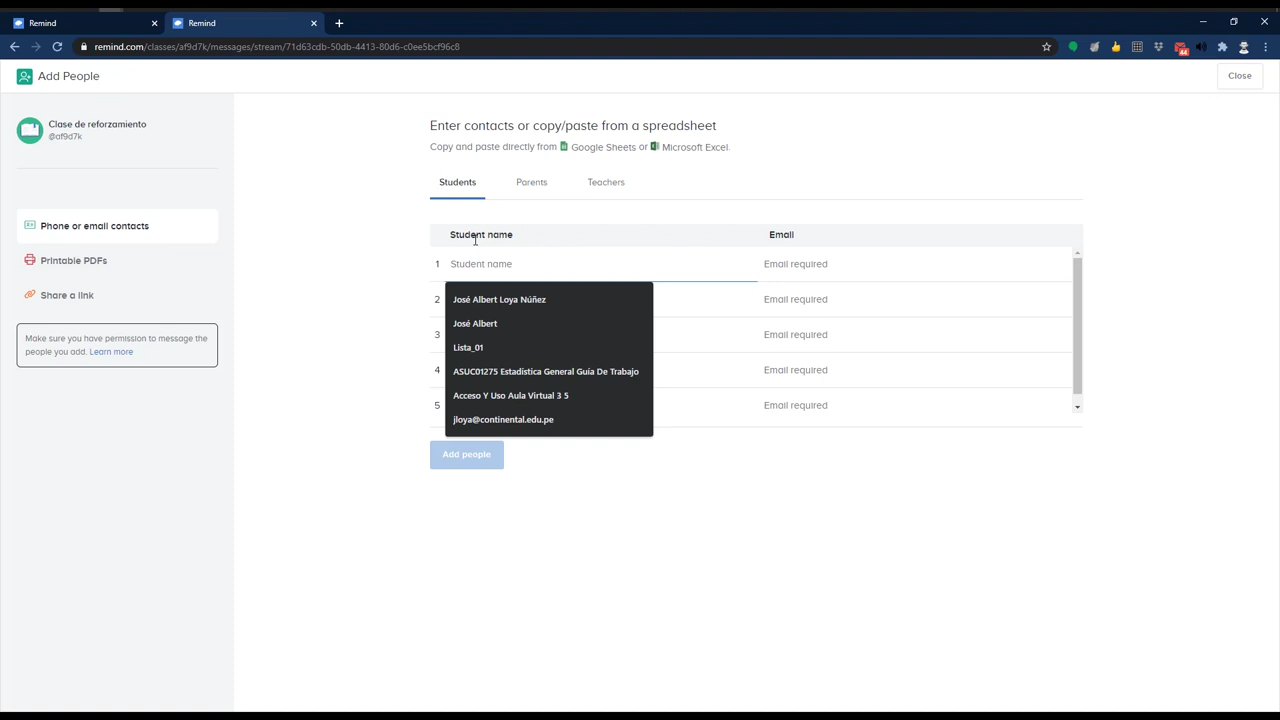 Remind
Remind
remind.com/classes/af9d7k/messages/stream/71d63cdb-50db-4413-80d6-c0ee5bcf96c8
44
Add People
Close
Clase de reforzamiento
@af9d7k
Phone or email contacts
Printable PDFs
Share a link
Make sure you have permission to message the
people you add. Learn more
Enter contacts or copy/paste from a spreadsheet
Copy and paste directly from Google Sheets or Microsoft Excel.
Students Parents Teachers
Student name Email
1 Student name Email required
2 Email required
3 Email required
4 Email required
5 Email required
José Albert Loya Núñez
José Albert
Lista_01
ASUC01275 Estadística General Guía De Trabajo
Acceso Y Uso Aula Virtual 3 5
jloya@continental.edu.pe
Add people